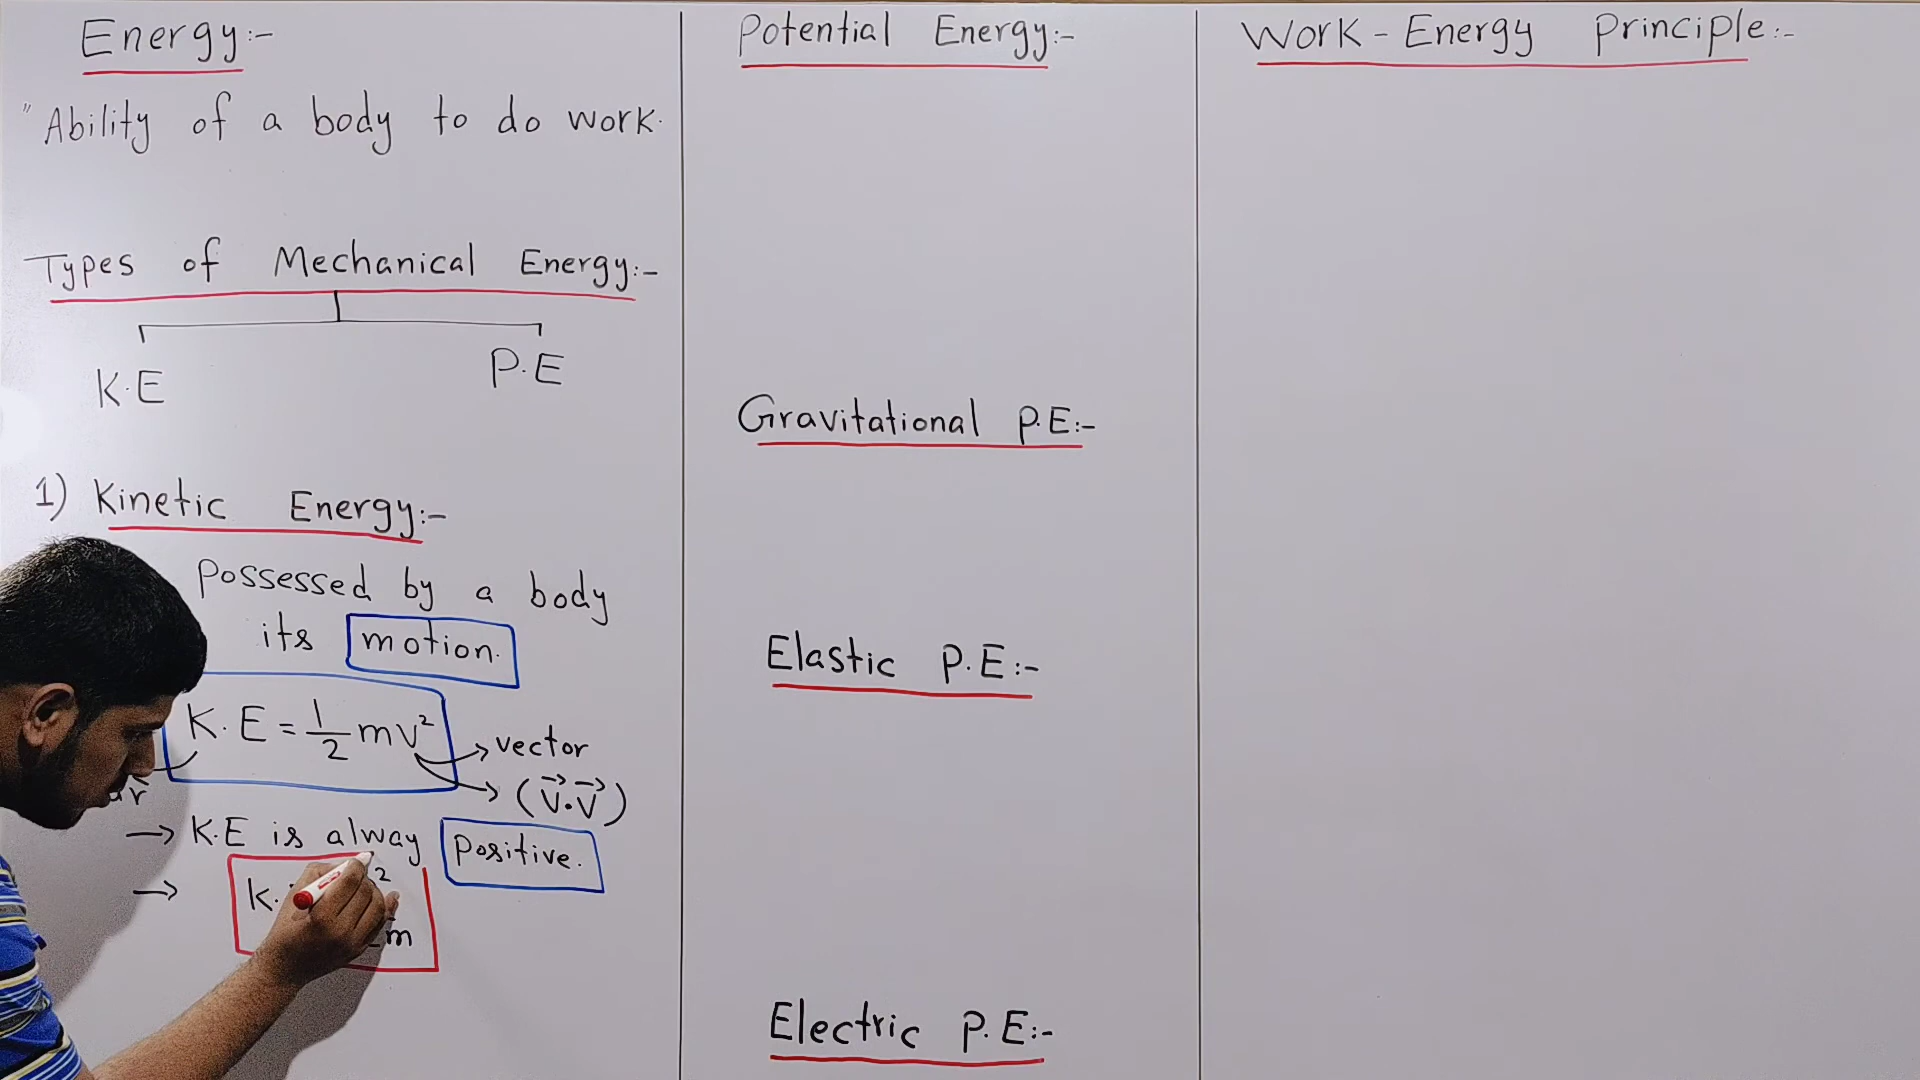 Energy:-
"Ability of a body to do work.
Types of Mechanical Energy:-
K.E P.E
1) Kinetic Energy:-
possessed by a body
its motion.
K.E = 1/2 mv²
→ vector
→ (v⃗.v⃗)
→ K.E is alway positive.
→ K. 2
m
Potential Energy:-
Gravitational P.E:-
Elastic P.E:-
Electric P.E:-
Work-Energy Principle:-